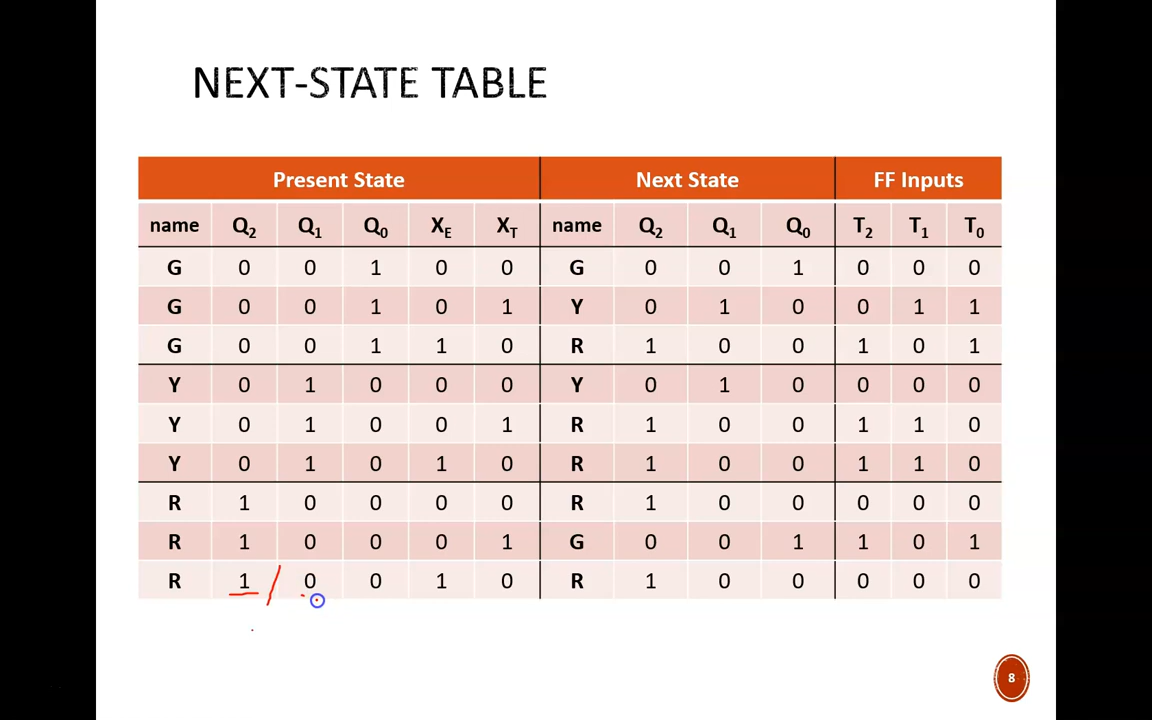 NEXT-STATE TABLE
Present State Next State FF Inputs
name Q2 Q1 Q0 XE XT name Q2 Q1 Q0 T2 T1 T0
G 0 0 1 0 0 G 0 0 1 0 0 0
G 0 0 1 0 1 Y 0 1 0 0 1 1
G 0 0 1 1 0 R 1 0 0 1 0 1
Y 0 1 0 0 0 Y 0 1 0 0 0 0
Y 0 1 0 0 1 R 1 0 0 1 1 0
Y 0 1 0 1 0 R 1 0 0 1 1 0
R 1 0 0 0 0 R 1 0 0 0 0 0
R 1 0 0 0 1 G 0 0 1 1 0 1
R 1 0 0 1 0 R 1 0 0 0 0 0
8